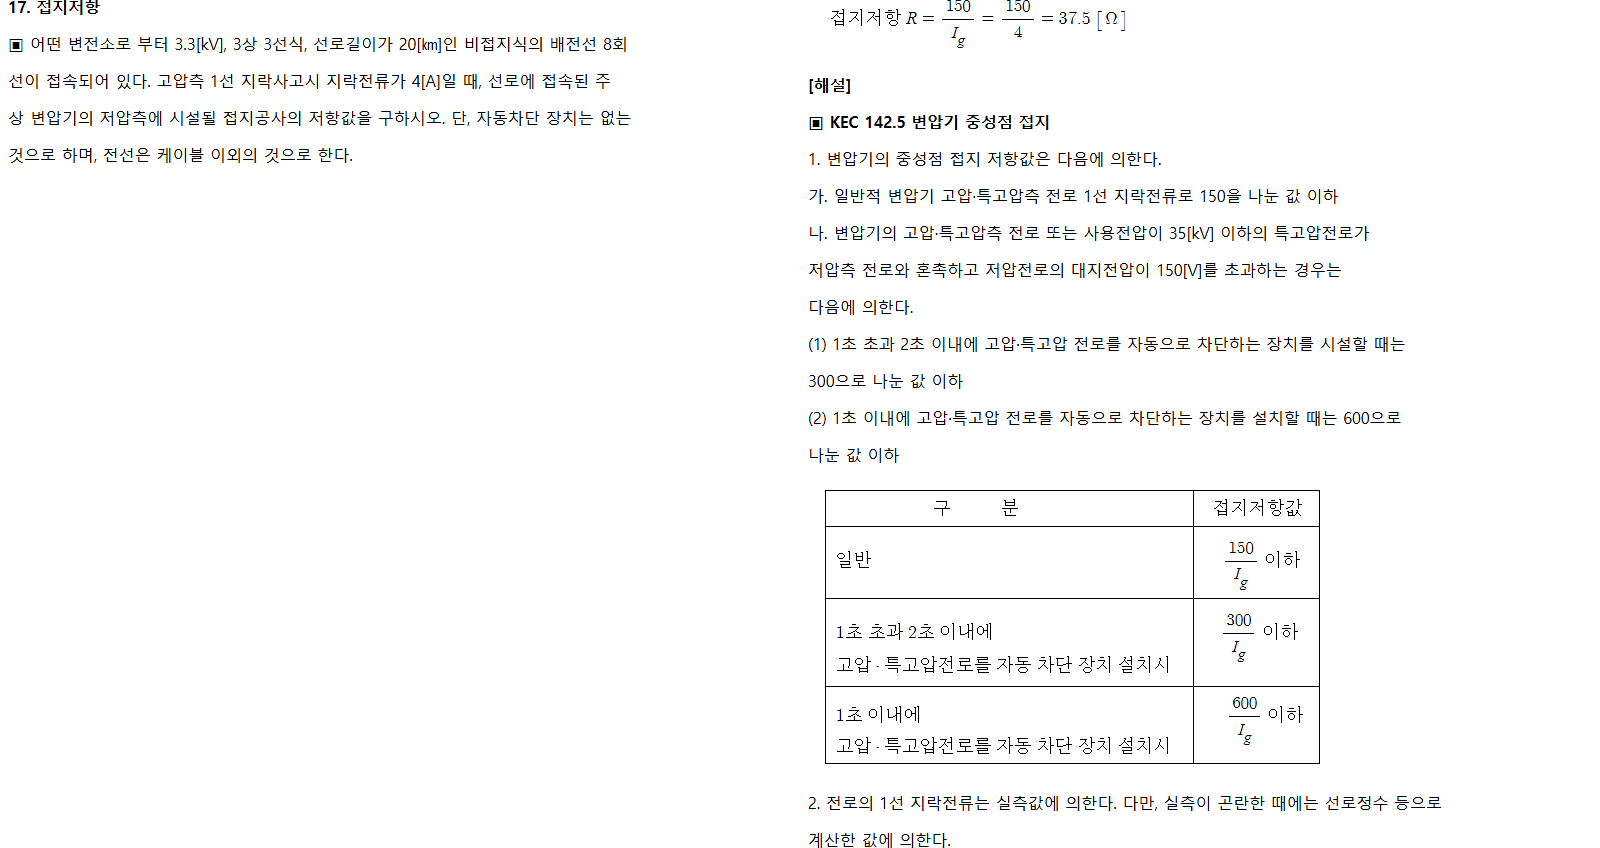 17. 접지저항
▣ 어떤 변전소로 부터 3.3[kV], 3상 3선식, 선로길이가 20[㎞]인 비접지식의 배전선 8회
선이 접속되어 있다. 고압측 1선 지락사고시 지락전류가 4[A]일 때, 선로에 접속된 주
상 변압기의 저압측에 시설될 접지공사의 저항값을 구하시오. 단, 자동차단 장치는 없는
것으로 하며, 전선은 케이블 이외의 것으로 한다.
접지저항 R = 150/I_g = 150/4 = 37.5 [Ω]
[해설]
▣ KEC 142.5 변압기 중성점 접지
1. 변압기의 중성점 접지 저항값은 다음에 의한다.
가. 일반적 변압기 고압·특고압측 전로 1선 지락전류로 150을 나눈 값 이하
나. 변압기의 고압·특고압측 전로 또는 사용전압이 35[kV] 이하의 특고압전로가
저압측 전로와 혼촉하고 저압전로의 대지전압이 150[V]를 초과하는 경우는
다음에 의한다.
(1) 1초 초과 2초 이내에 고압·특고압 전로를 자동으로 차단하는 장치를 시설할 때는
300으로 나눈 값 이하
(2) 1초 이내에 고압·특고압 전로를 자동으로 차단하는 장치를 설치할 때는 600으로
나눈 값 이하
구 분 접지저항값
일반 150/I_g 이하
1초 초과 2초 이내에
고압 · 특고압전로를 자동 차단 장치 설치시 300/I_g 이하
1초 이내에
고압 · 특고압전로를 자동 차단 장치 설치시 600/I_g 이하
2. 전로의 1선 지락전류는 실측값에 의한다. 다만, 실측이 곤란한 때에는 선로정수 등으로
계산한 값에 의한다.